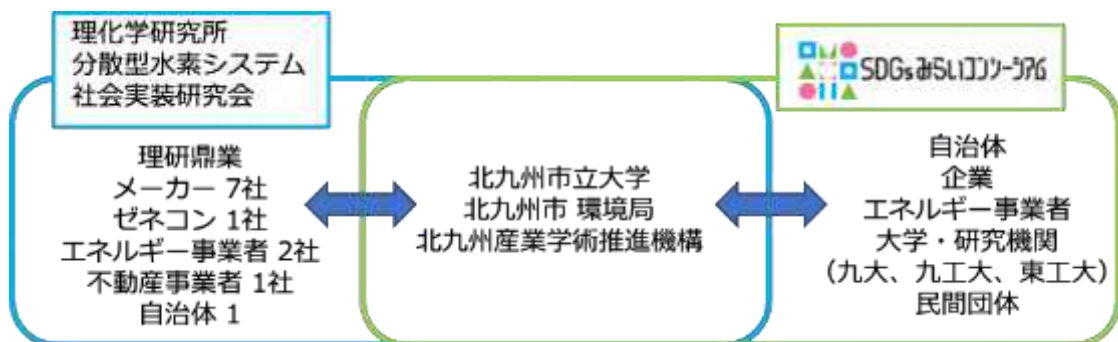 理化学研究所
分散型水素システム
社会実装研究会
理研鼎業
メーカー 7社
ゼネコン 1社
エネルギー事業者 2社
不動産事業者 1社
自治体 1
北九州市立大学
北九州市 環境局
北九州産業学術推進機構
SDGsみらいコンソーシアム
自治体
企業
エネルギー事業者
大学・研究機関
（九大、九工大、東工大）
民間団体